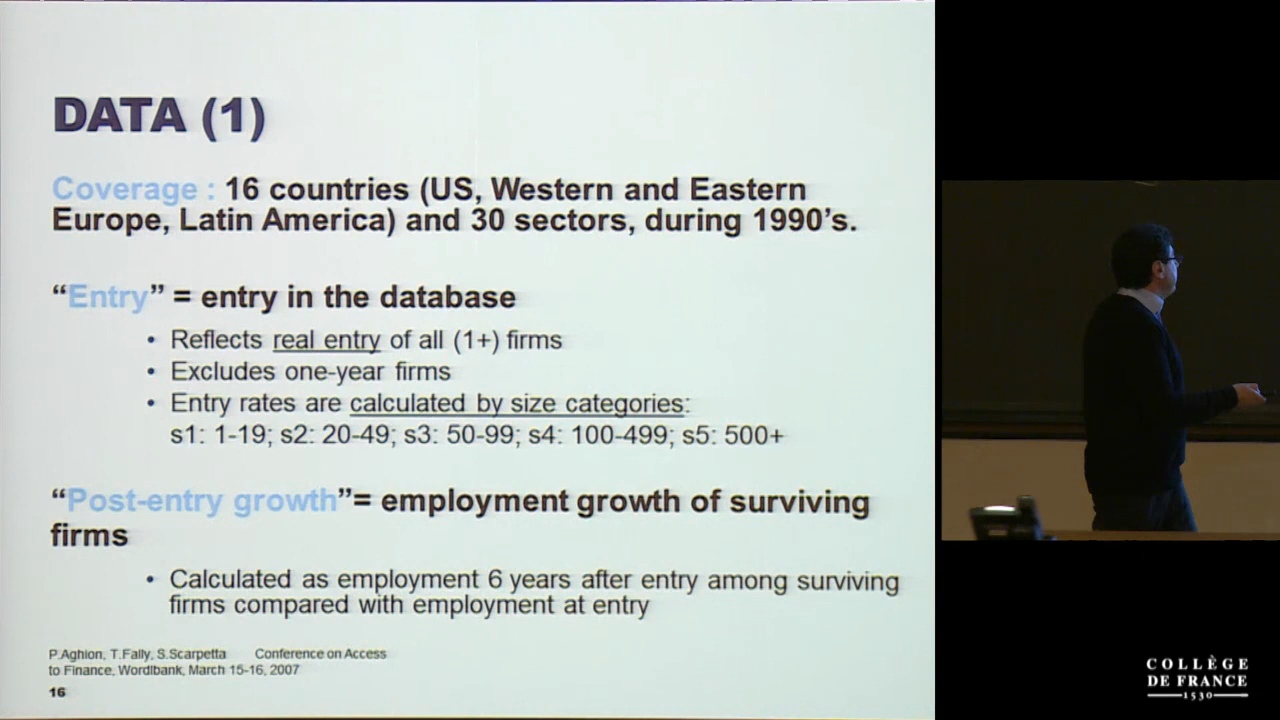 DATA (1)
Coverage : 16 countries (US, Western and Eastern
Europe, Latin America) and 30 sectors, during 1990’s.
“Entry” = entry in the database
• Reflects real entry of all (1+) firms
• Excludes one-year firms
• Entry rates are calculated by size categories:
s1: 1-19; s2: 20-49; s3: 50-99; s4: 100-499; s5: 500+
“Post-entry growth”= employment growth of surviving
firms
• Calculated as employment 6 years after entry among surviving
firms compared with employment at entry
P.Aghion, T.Fally, S.Scarpetta Conference on Access
to Finance, Wordlbank, March 15-16, 2007
16
COLLÈGE
DE FRANCE
1530